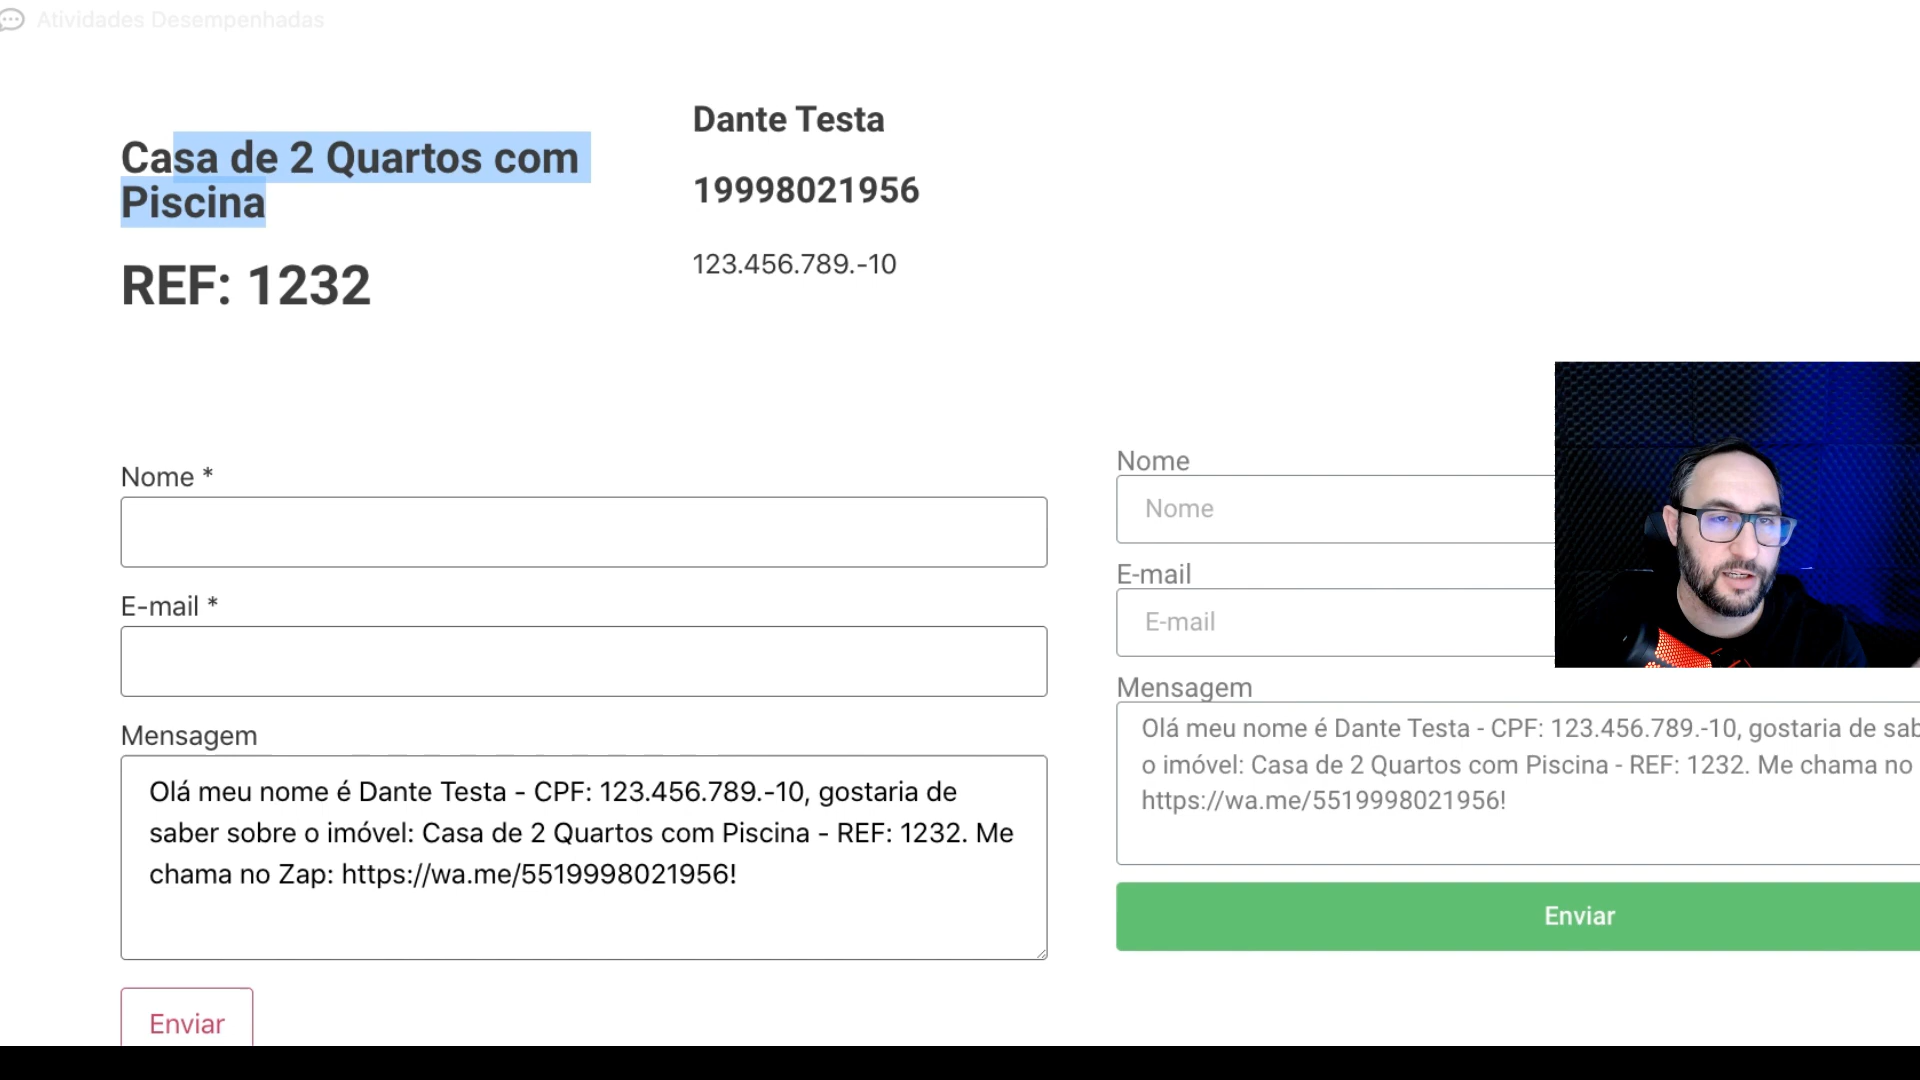 Atividades Desempenhadas
Casa de 2 Quartos com
Piscina
REF: 1232
Dante Testa
19998021956
123.456.789.-10
Nome *
E-mail *
Mensagem
Olá meu nome é Dante Testa - CPF: 123.456.789.-10, gostaria de
saber sobre o imóvel: Casa de 2 Quartos com Piscina - REF: 1232. Me
chama no Zap: https://wa.me/5519998021956!
Enviar
Nome
Nome
E-mail
E-mail
Mensagem
Olá meu nome é Dante Testa - CPF: 123.456.789.-10, gostaria de sab
o imóvel: Casa de 2 Quartos com Piscina - REF: 1232. Me chama no
https://wa.me/5519998021956!
Enviar